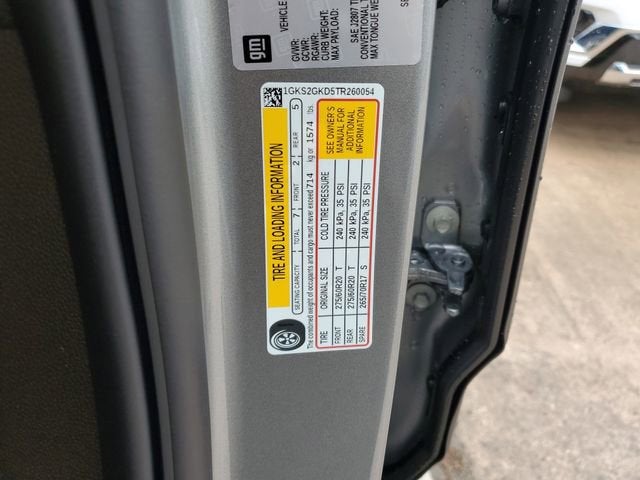 gm
VEHICLE
GVWR:
GCWR:
RGAWR:
CURB WEIGHT:
MAX PAYLOAD:
SAE J2807
CONVENTIONAL
MAX TONGUE
1GKS2GKD5TR260054
TIRE AND LOADING INFORMATION
SEATING CAPACITY TOTAL 7 FRONT 2 REAR 5
The combined weight of occupants and cargo must never exceed 714 kg or 1574 lbs.
TIRE ORIGINAL SIZE COLD TIRE PRESSURE
FRONT 275/60R20 T 240 kPa, 35 PSI
REAR 275/60R20 T 240 kPa, 35 PSI
SPARE 265/70R17 S 240 kPa, 35 PSI
SEE OWNER'S
MANUAL FOR
ADDITIONAL
INFORMATION